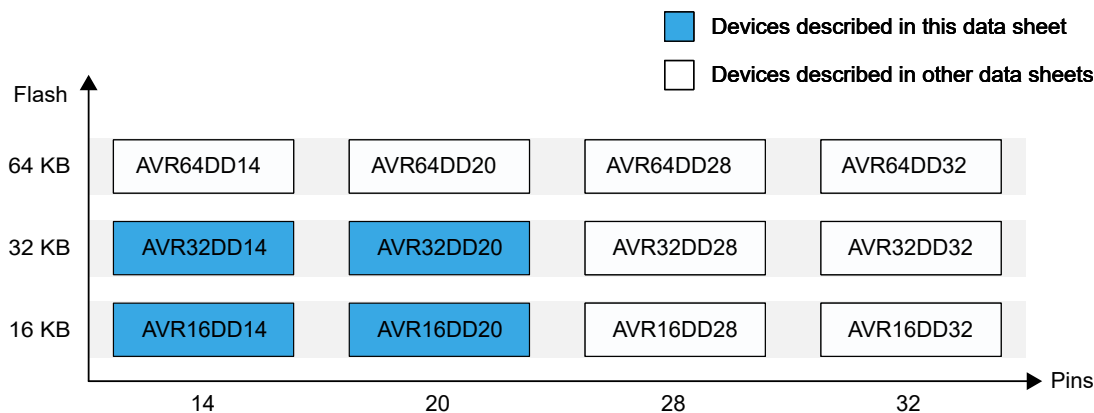 Devices described in this data sheet
Devices described in other data sheets
Flash
64 KB AVR64DD14 AVR64DD20 AVR64DD28 AVR64DD32
32 KB AVR32DD14 AVR32DD20 AVR32DD28 AVR32DD32
16 KB AVR16DD14 AVR16DD20 AVR16DD28 AVR16DD32
Pins
14 20 28 32